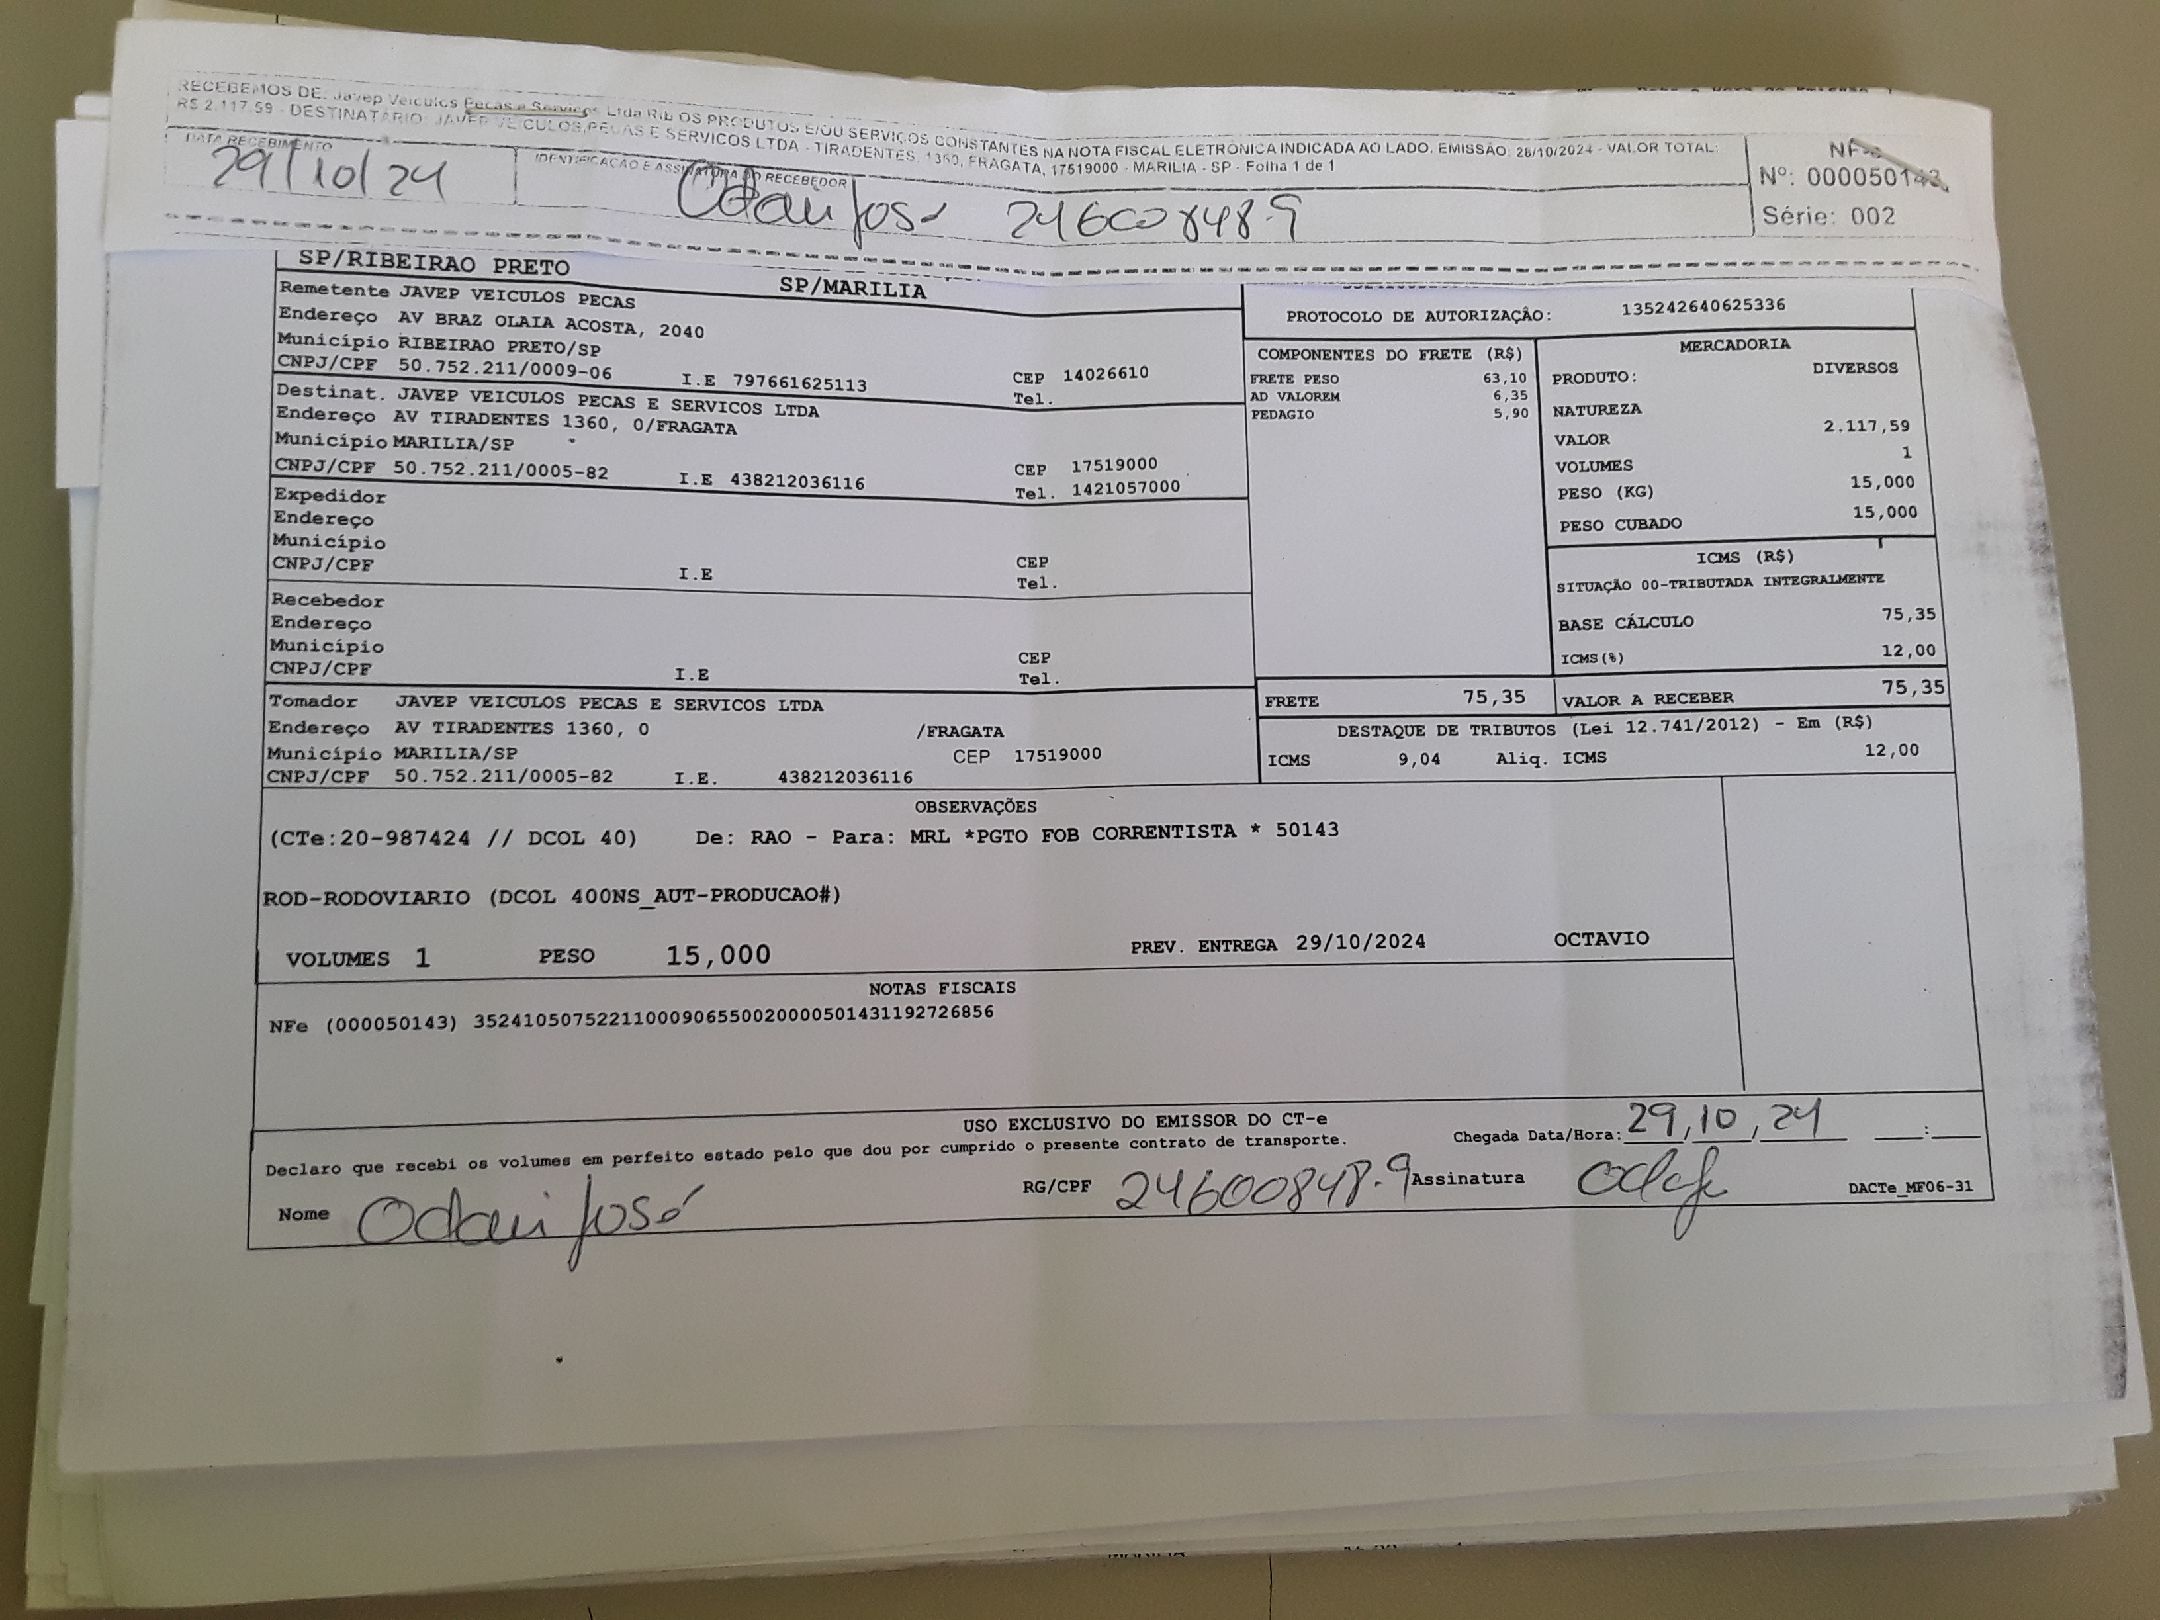 RECEBEMOS DE: Javep Veiculos Pecas e Servicos Ltda Rib OS PRODUTOS E/OU SERVIÇOS CONSTANTES NA NOTA FISCAL ELETRÔNICA INDICADA AO LADO. EMISSÃO: 28/10/2024 - VALOR TOTAL:
R$ 2.117,59 - DESTINATÁRIO: JAVEP VEICULOS PECAS E SERVICOS LTDA - TIRADENTES, 1360, FRAGATA, 17519000 - MARILIA - SP - Folha 1 de 1
DATA RECEBIMENTO
29/10/24
IDENTIFICAÇÃO E ASSINATURA DO RECEBEDOR
Odair José 24600848-9
NF-e
Nº: 000050143
Série: 002
SP/RIBEIRAO PRETO
SP/MARILIA
Remetente JAVEP VEICULOS PECAS
Endereço AV BRAZ OLAIA ACOSTA, 2040
Município RIBEIRAO PRETO/SP
CNPJ/CPF 50.752.211/0009-06 I.E 797661625113 CEP 14026610
Tel.
Destinat. JAVEP VEICULOS PECAS E SERVICOS LTDA
Endereço AV TIRADENTES 1360, 0/FRAGATA
Município MARILIA/SP
CNPJ/CPF 50.752.211/0005-82 I.E 438212036116 CEP 17519000
Tel. 1421057000
Expedidor
Endereço
Município
CNPJ/CPF I.E CEP
Tel.
Recebedor
Endereço
Município
CNPJ/CPF I.E CEP
Tel.
Tomador JAVEP VEICULOS PECAS E SERVICOS LTDA
Endereço AV TIRADENTES 1360, 0 /FRAGATA
Município MARILIA/SP CEP 17519000
CNPJ/CPF 50.752.211/0005-82 I.E. 438212036116
PROTOCOLO DE AUTORIZAÇÃO: 135242640625336
COMPONENTES DO FRETE (R$)
FRETE PESO 63,10
AD VALOREM 6,35
PEDAGIO 5,90
MERCADORIA
PRODUTO: DIVERSOS
NATUREZA
VALOR 2.117,59
VOLUMES 1
PESO (KG) 15,000
PESO CUBADO 15,000
ICMS (R$)
SITUAÇÃO 00-TRIBUTADA INTEGRALMENTE
BASE CÁLCULO 75,35
ICMS(%) 12,00
FRETE 75,35 VALOR A RECEBER 75,35
DESTAQUE DE TRIBUTOS (Lei 12.741/2012) - Em (R$)
ICMS 9,04 Aliq. ICMS 12,00
OBSERVAÇÕES
(CTe:20-987424 // DCOL 40) De: RAO - Para: MRL *PGTO FOB CORRENTISTA * 50143
ROD-RODOVIARIO (DCOL 400NS_AUT-PRODUCAO#)
VOLUMES 1 PESO 15,000 PREV. ENTREGA 29/10/2024 OCTAVIO
NOTAS FISCAIS
NFe (000050143) 35241050752211000906550020000501431192726856
USO EXCLUSIVO DO EMISSOR DO CT-e
Declaro que recebi os volumes em perfeito estado pelo que dou por cumprido o presente contrato de transporte.
Chegada Data/Hora: 29,10,24 :
Nome Odair José RG/CPF 24600848-9 Assinatura
DACTe_MF06-31